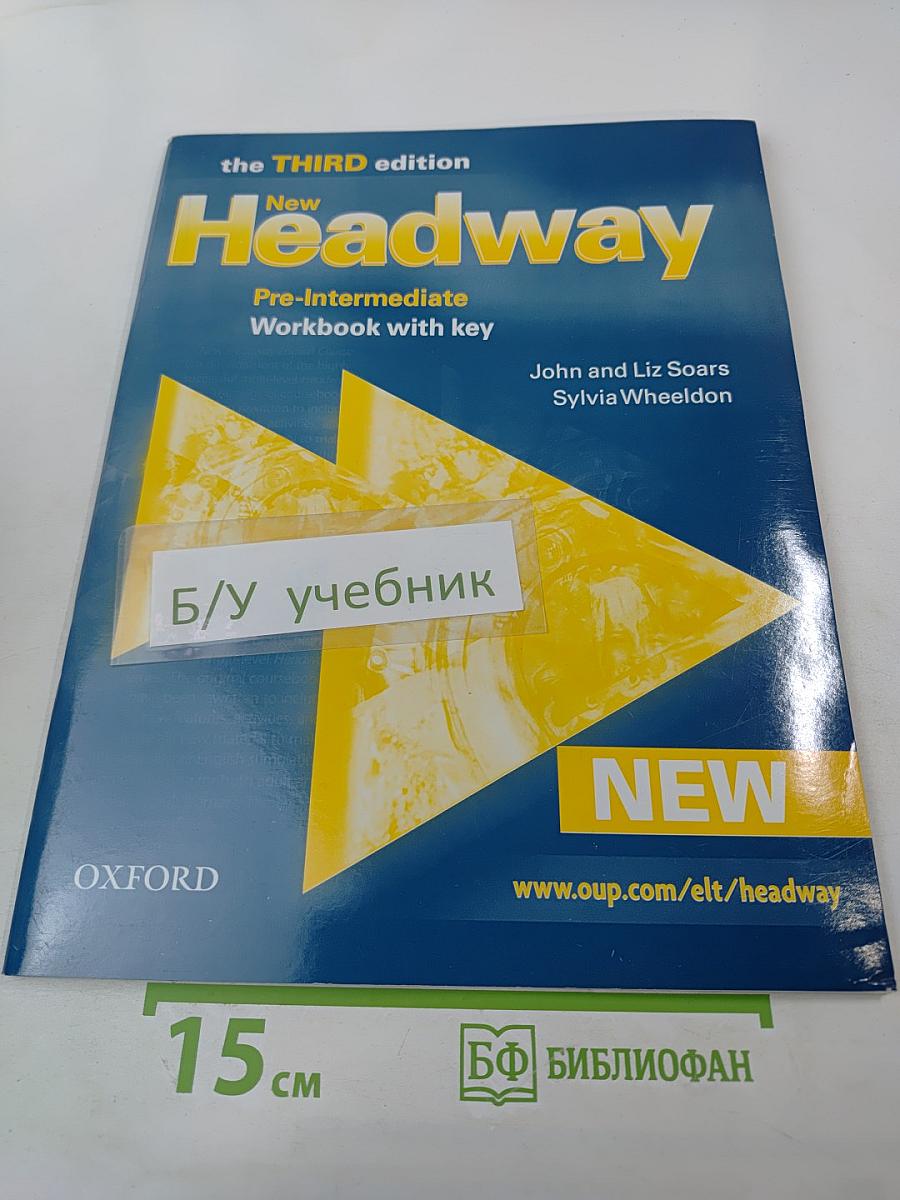 the THIRD edition
New
Headway
Pre-Intermediate
Workbook with key
John and Liz Soars
Sylvia Wheeldon
Б/У учебник
NEW
OXFORD
www.oup.com/elt/headway
15 см
БФ БИБЛИОФАН